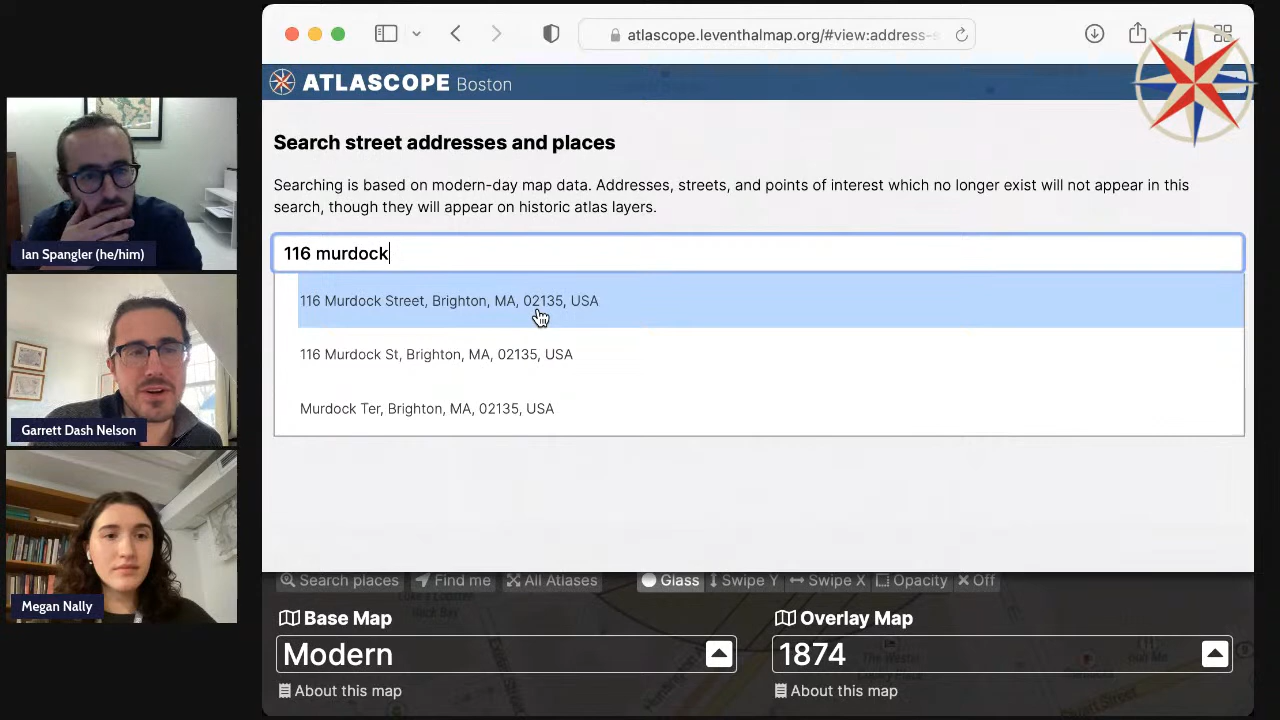 atlascope.leventhalmap.org/#view:address-s
ATLASCOPE Boston
Search street addresses and places
Searching is based on modern-day map data. Addresses, streets, and points of interest which no longer exist will not appear in this
search, though they will appear on historic atlas layers.
116 murdock
116 Murdock Street, Brighton, MA, 02135, USA
116 Murdock St, Brighton, MA, 02135, USA
Murdock Ter, Brighton, MA, 02135, USA
Search places Find me All Atlases Glass Swipe Y Swipe X Opacity Off
Base Map
Modern
About this map
Overlay Map
1874
About this map
Ian Spangler (he/him)
Garrett Dash Nelson
Megan Nally